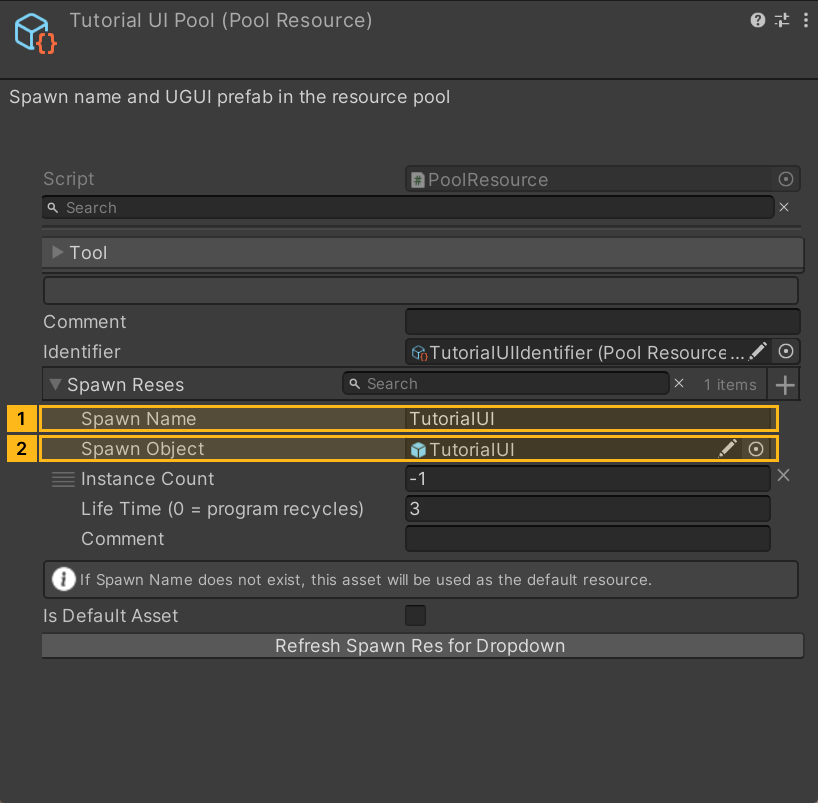 Tutorial UI Pool (Pool Resource)
Spawn name and UGUI prefab in the resource pool
Script
# PoolResource
Search
Tool
Comment
Identifier
TutorialUIIdentifier (Pool Resource ...
Spawn Reses
Search
1 items
1
Spawn Name
TutorialUI
2
Spawn Object
TutorialUI
Instance Count
-1
Life Time (0 = program recycles)
3
Comment
If Spawn Name does not exist, this asset will be used as the default resource.
Is Default Asset
Refresh Spawn Res for Dropdown